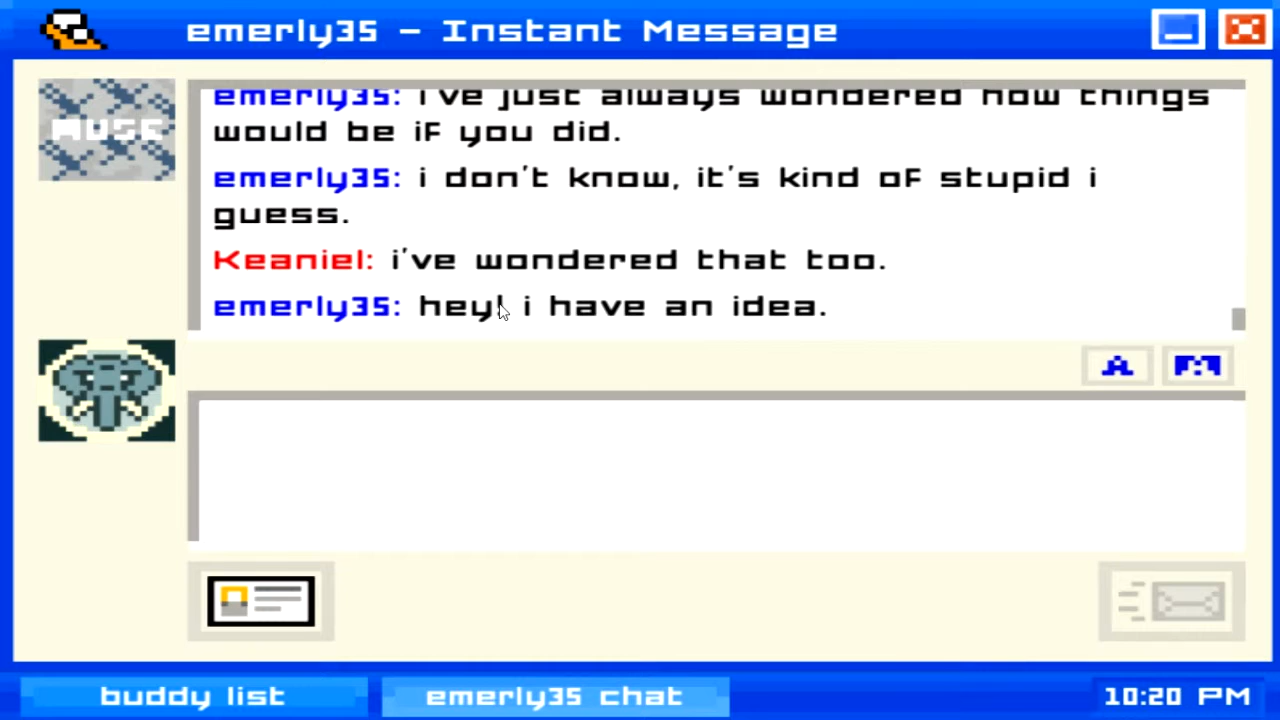 emerly35 - Instant Message
MUSE
emerly35: i've just always wondered how things
would be if you did.
emerly35: i don't know, it's kind of stupid i
guess.
Keaniel: i've wondered that too.
emerly35: hey! i have an idea.
A
buddy list
emerly35 chat
10:20 PM